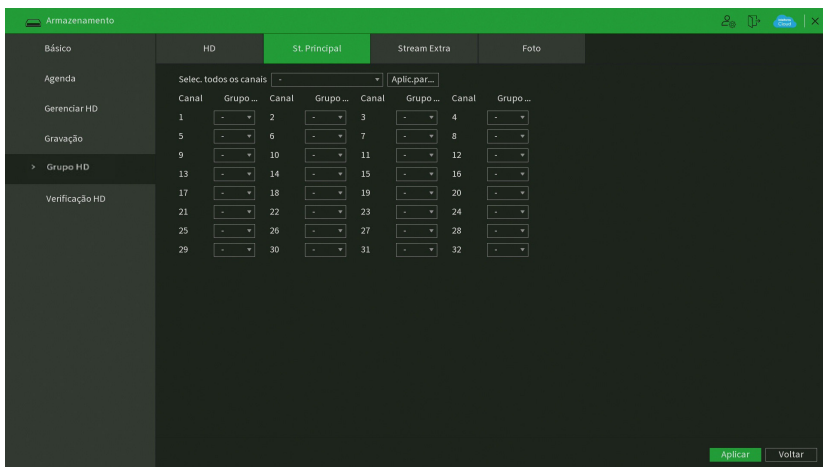 Armazenamento
Cloud
Básico
HD
St. Principal
Stream Extra
Foto
Agenda
Selec. todos os canais - Aplic.par...
Gerenciar HD
Canal Grupo ... Canal Grupo ... Canal Grupo ... Canal Grupo ...
1 - 2 - 3 - 4 -
Gravação
5 - 6 - 7 - 8 -
9 - 10 - 11 - 12 -
> Grupo HD
13 - 14 - 15 - 16 -
17 - 18 - 19 - 20 -
Verificação HD
21 - 22 - 23 - 24 -
25 - 26 - 27 - 28 -
29 - 30 - 31 - 32 -
Aplicar
Voltar